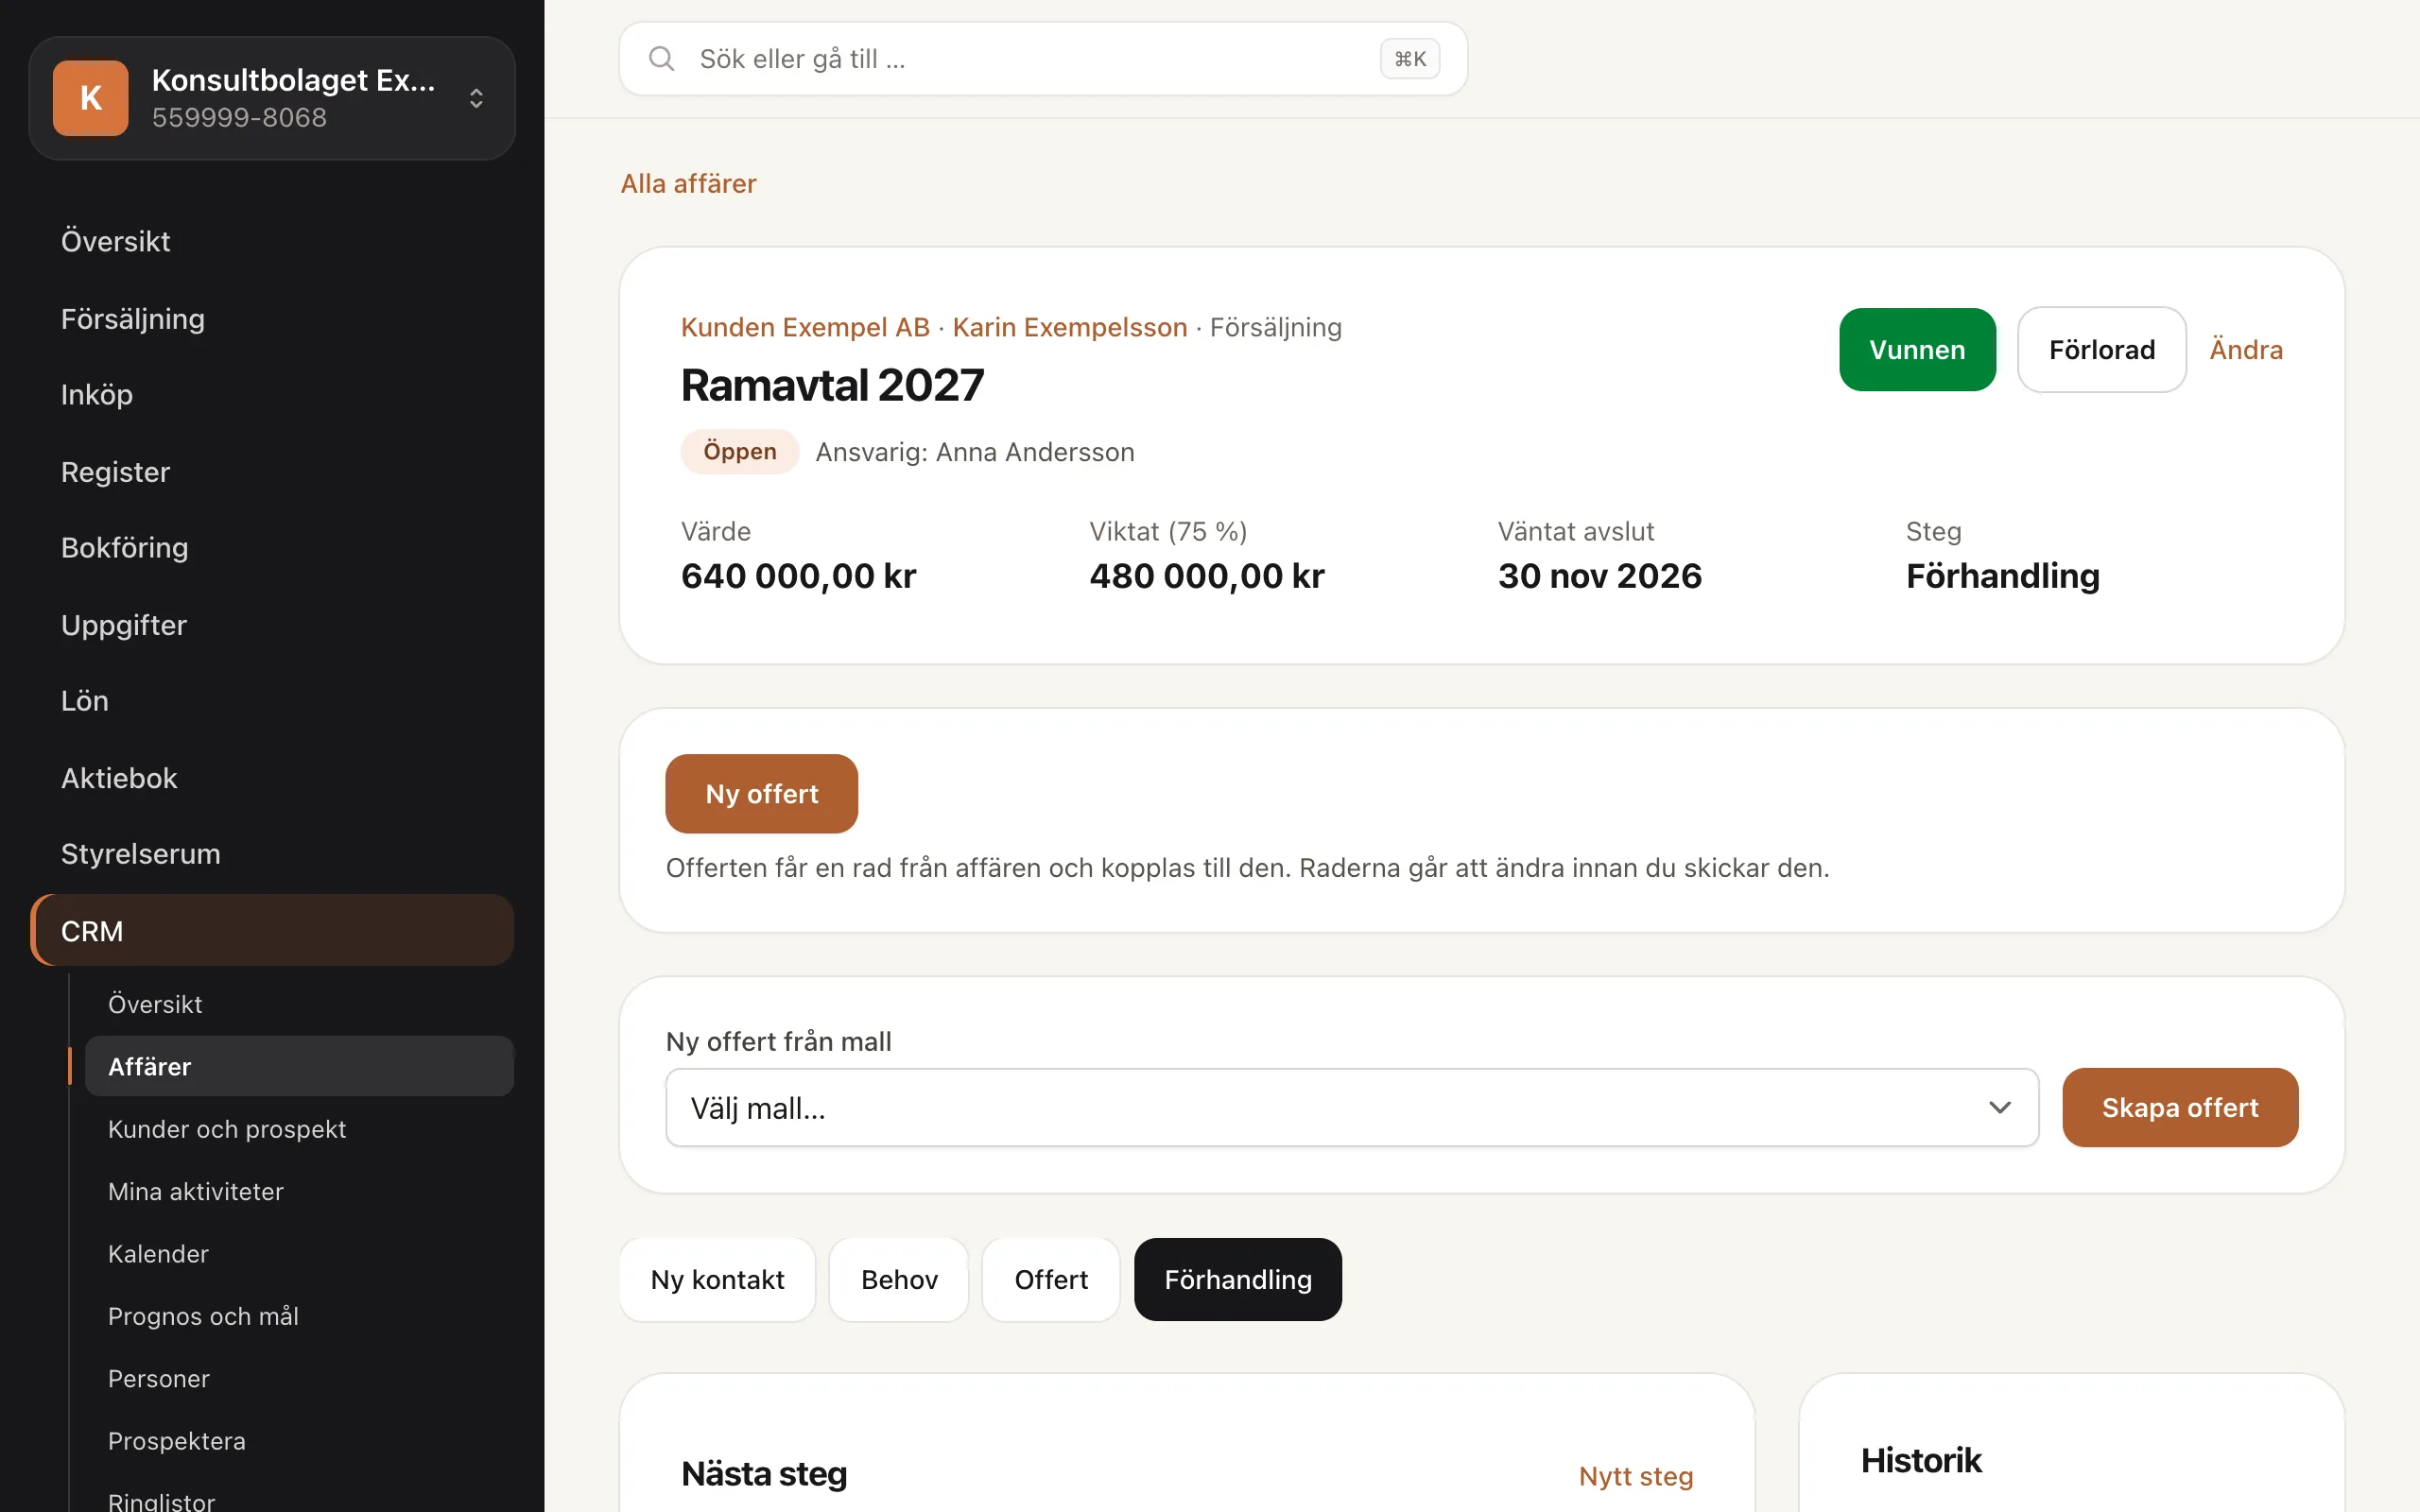 K
Konsultbolaget Ex...
559999-8068
Översikt
Försäljning
Inköp
Register
Bokföring
Uppgifter
Lön
Aktiebok
Styrelserum
CRM
Översikt
Affärer
Kunder och prospekt
Mina aktiviteter
Kalender
Prognos och mål
Personer
Prospektera
Ringlistor
Sök eller gå till ...
⌘K
Alla affärer
Kunden Exempel AB · Karin Exempelsson · Försäljning
Ramavtal 2027
Öppen Ansvarig: Anna Andersson
Vunnen
Förlorad
Ändra
Värde
640 000,00 kr
Viktat (75 %)
480 000,00 kr
Väntat avslut
30 nov 2026
Steg
Förhandling
Ny offert
Offerten får en rad från affären och kopplas till den. Raderna går att ändra innan du skickar den.
Ny offert från mall
Välj mall...
Skapa offert
Ny kontakt
Behov
Offert
Förhandling
Nästa steg
Nytt steg
Historik